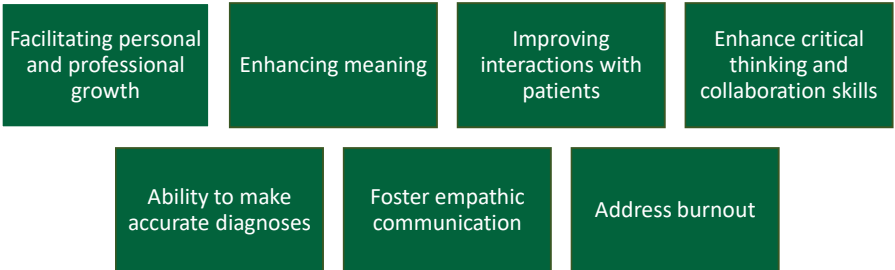 Facilitating personal
and professional
growth
Enhancing meaning
Improving
interactions with
patients
Enhance critical
thinking and
collaboration skills
Ability to make
accurate diagnoses
Foster empathic
communication
Address burnout